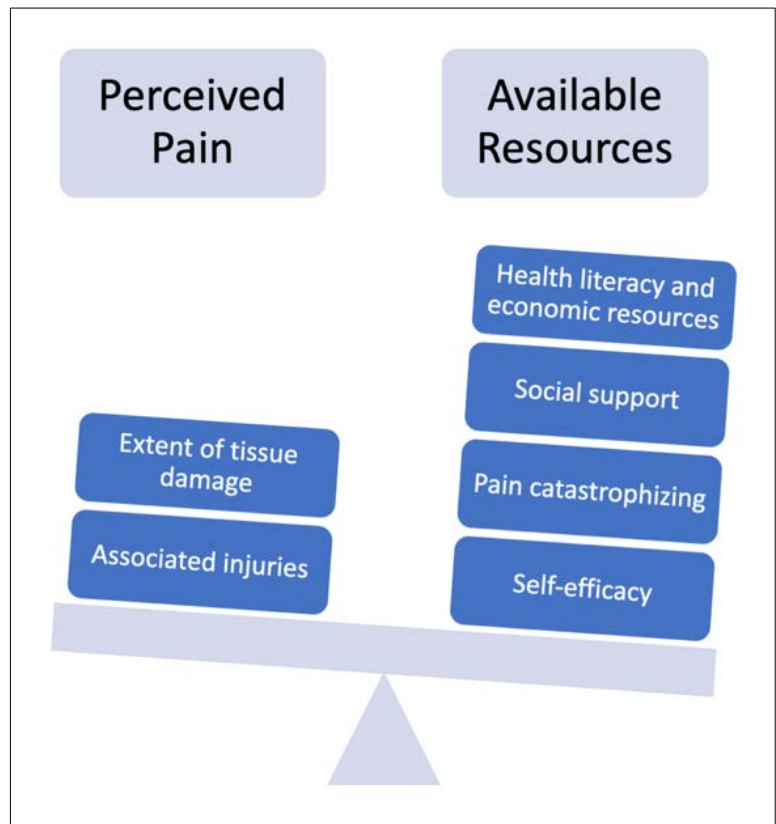 Perceived
Pain
Available
Resources
Health literacy and
economic resources
Social support
Pain catastrophizing
Self-efficacy
Extent of tissue
damage
Associated injuries